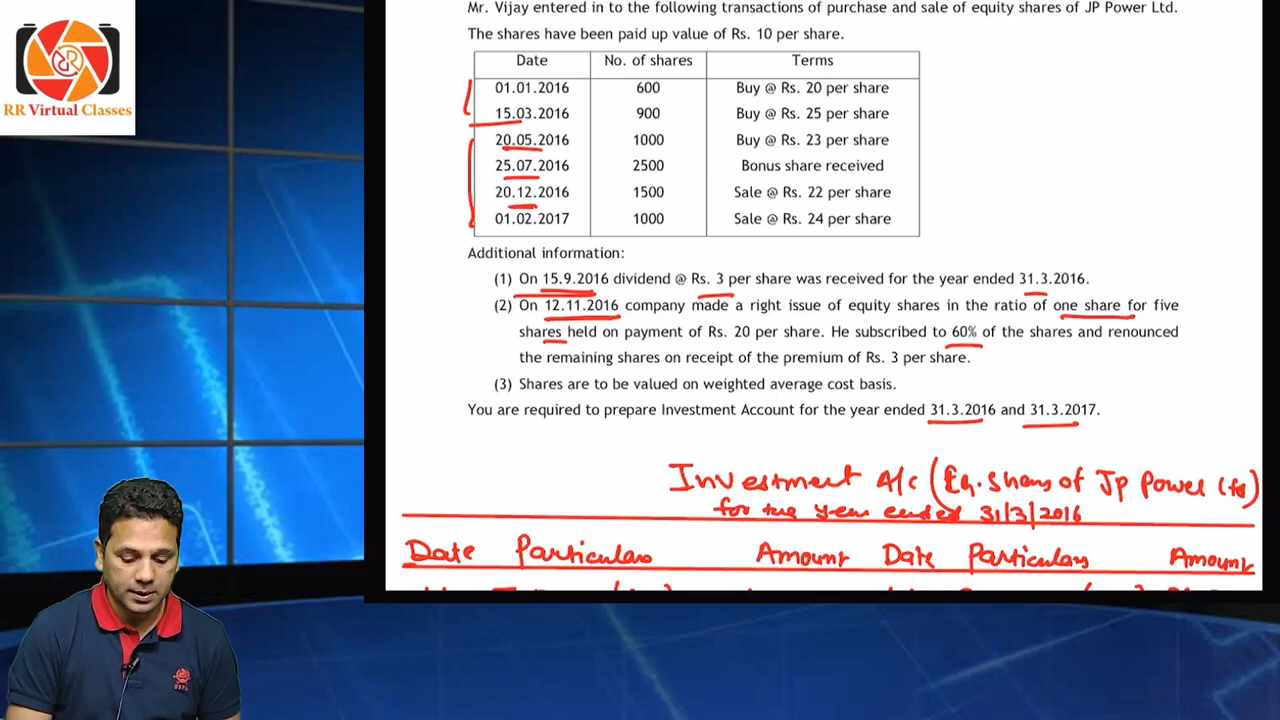 Mr. Vijay entered in to the following transactions of purchase and sale of equity shares of JP Power Ltd.
The shares have been paid up value of Rs. 10 per share.
RR Virtual Classes
Date No. of shares Terms
01.01.2016 600 Buy @ Rs. 20 per share
15.03.2016 900 Buy @ Rs. 25 per share
20.05.2016 1000 Buy @ Rs. 23 per share
25.07.2016 2500 Bonus share received
20.12.2016 1500 Sale @ Rs. 22 per share
01.02.2017 1000 Sale @ Rs. 24 per share
Additional information:
(1) On 15.9.2016 dividend @ Rs. 3 per share was received for the year ended 31.3.2016.
(2) On 12.11.2016 company made a right issue of equity shares in the ratio of one share for five
shares held on payment of Rs. 20 per share. He subscribed to 60% of the shares and renounced
the remaining shares on receipt of the premium of Rs. 3 per share.
(3) Shares are to be valued on weighted average cost basis.
You are required to prepare Investment Account for the year ended 31.3.2016 and 31.3.2017.
Investment A/c (Eq. Shares of JP Power Ltd)
for the year ended 31/3/2016
Date Particulars Amount Date Particulars Amount